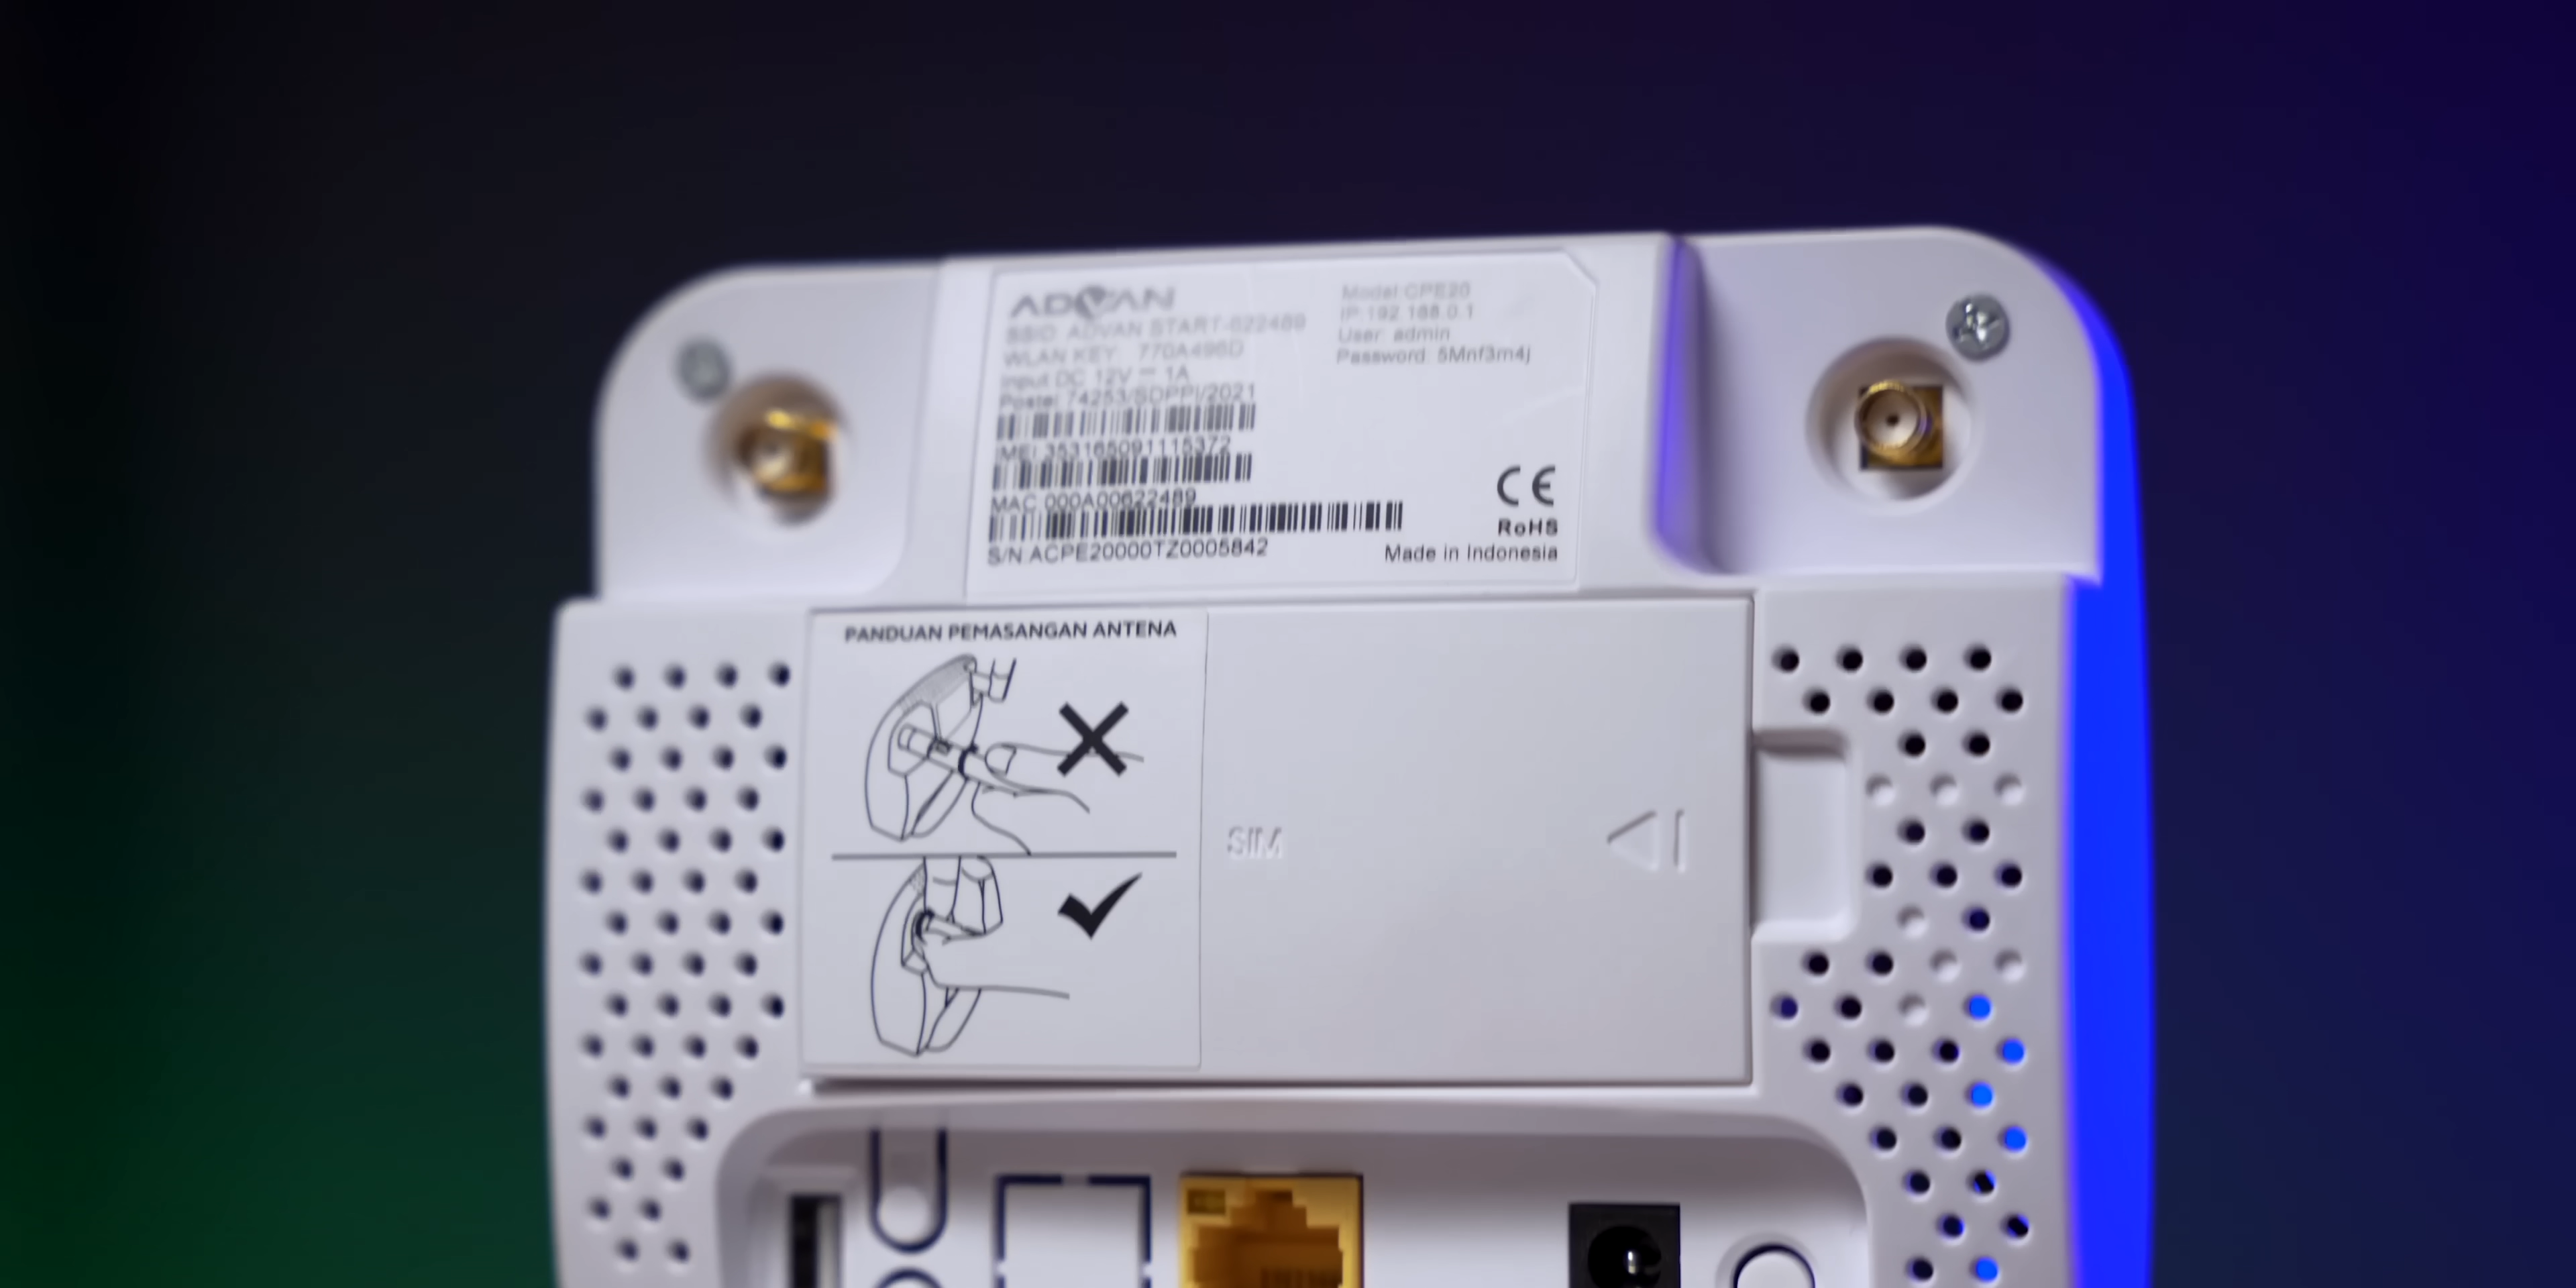 ADVAN
SSID: ADVAN START-622489
WLAN KEY: 770A496D
Input DC 12V ⎓ 1A
Postel: 74253/SDPPI/2021
IMEI:353165091115372
MAC:000A00622489
S/N:ACPE20000TZ0005842
Model:CPE20
IP:192.168.0.1
User: admin
Password: 5Mnf3m4j
CE
RoHS
Made in Indonesia
PANDUAN PEMASANGAN ANTENA
SIM